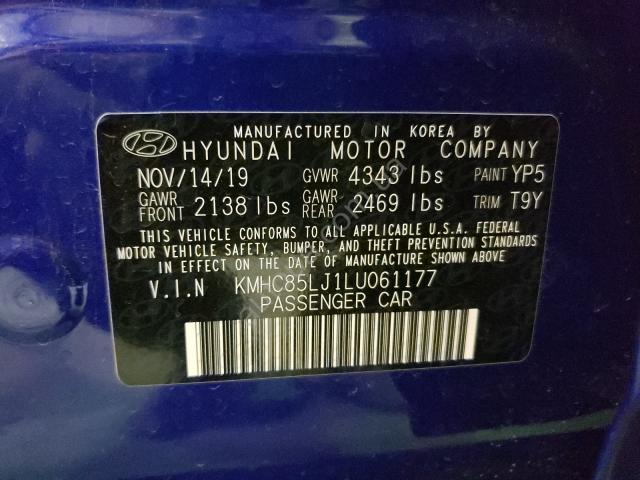 MANUFACTURED IN KOREA BY
HYUNDAI MOTOR COMPANY
NOV/14/19 GVWR 4343 lbs PAINT YP5
GAWR FRONT 2138 lbs GAWR REAR 2469 lbs TRIM T9Y
THIS VEHICLE CONFORMS TO ALL APPLICABLE U.S.A. FEDERAL
MOTOR VEHICLE SAFETY, BUMPER, AND THEFT PREVENTION STANDARDS
IN EFFECT ON THE DATE OF MANUFACTURE SHOWN ABOVE.
V.I.N KMHC85LJ1LU061177
PASSENGER CAR